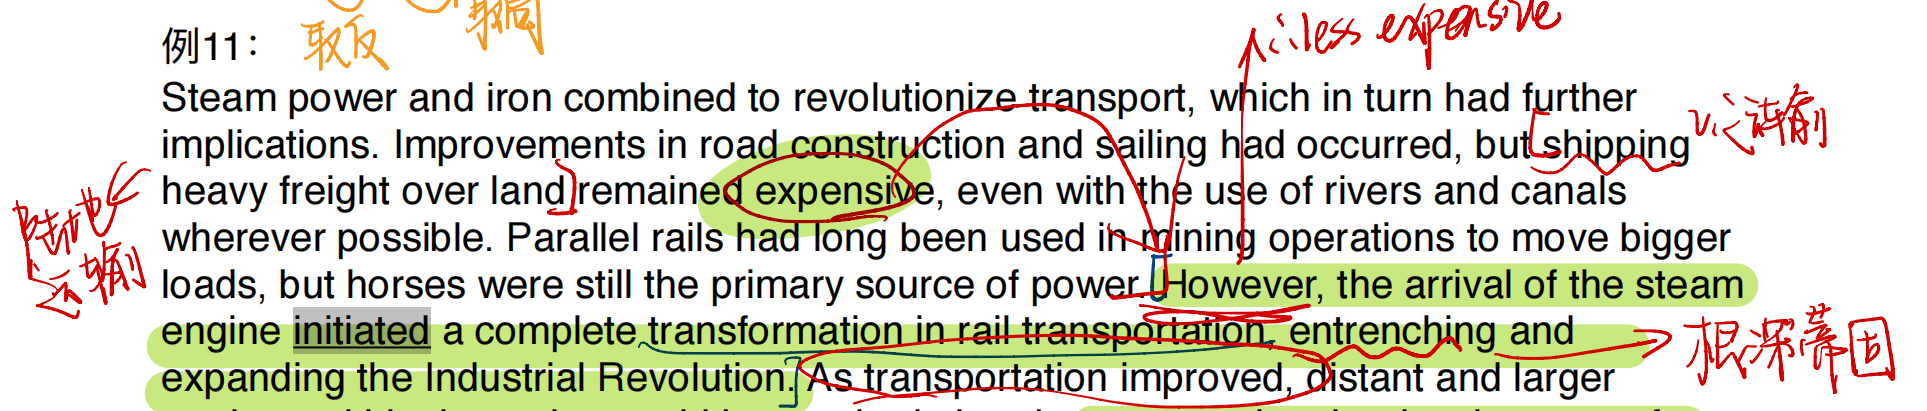 取反
∴less expensive
例11：
Steam power and iron combined to revolutionize transport, which in turn had further
implications. Improvements in road construction and sailing had occurred, but shipping
运输
heavy freight over land remained expensive, even with the use of rivers and canals
陆地
运输
wherever possible. Parallel rails had long been used in mining operations to move bigger
loads, but horses were still the primary source of power. However, the arrival of the steam
engine initiated a complete transformation in rail transportation, entrenching and
根深蒂固
expanding the Industrial Revolution. As transportation improved, distant and larger